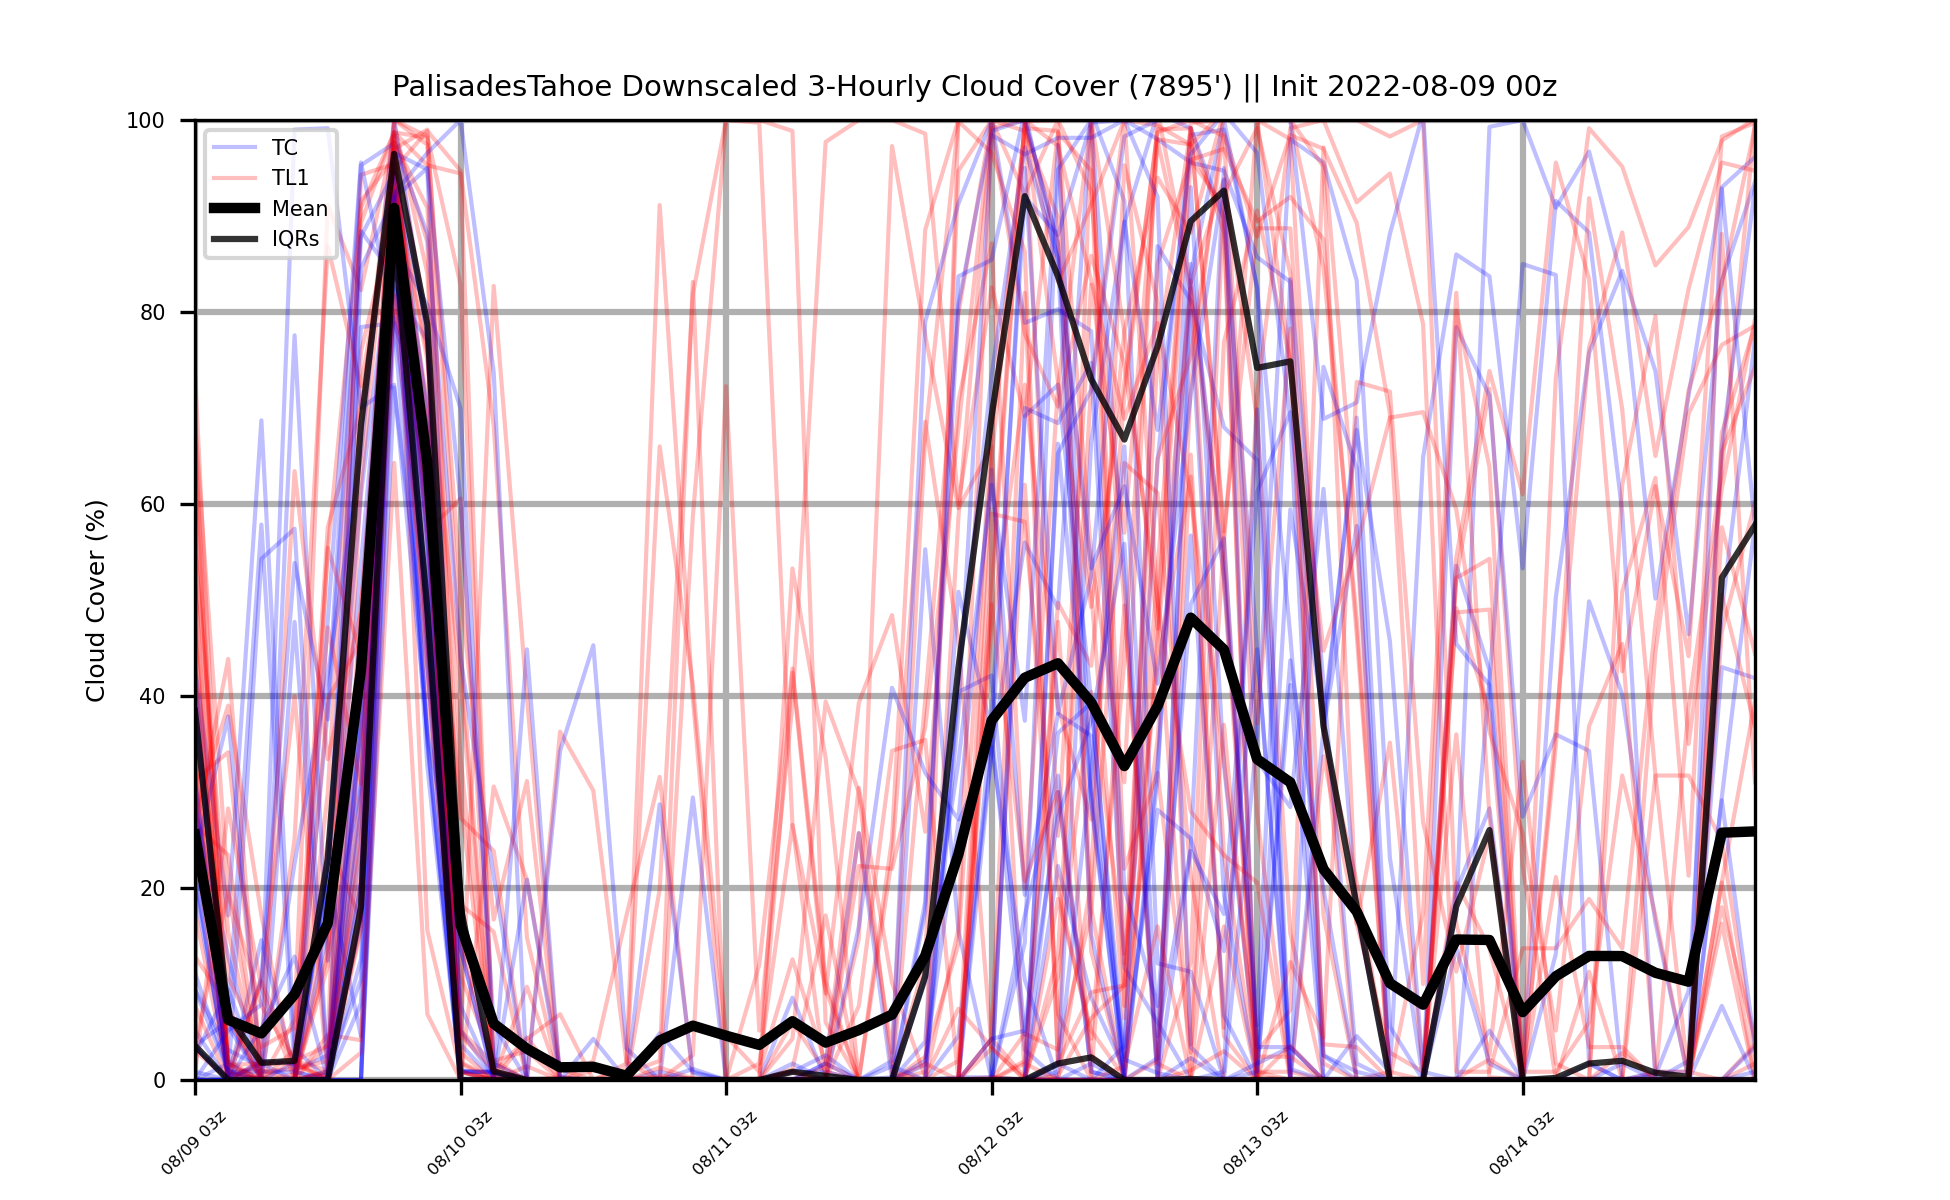 PalisadesTahoe Downscaled 3-Hourly Cloud Cover (7895') || Init 2022-08-09 00z
TC
TL1
Mean
IQRs
Cloud Cover (%)
100
80
60
40
20
0
08/09 03z
08/10 03z
08/11 03z
08/12 03z
08/13 03z
08/14 03z